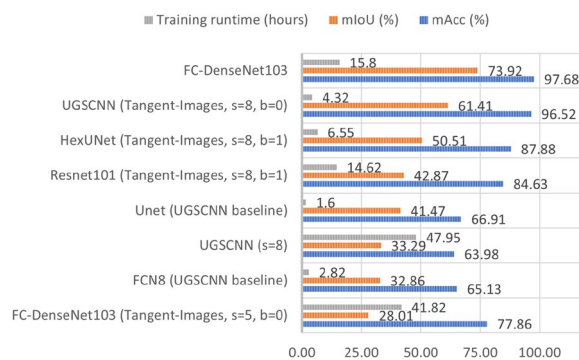 Training runtime (hours) mIoU (%) mAcc (%)
FC-DenseNet103 15.8
73.92
97.68
UGSCNN (Tangent-Images, s=8, b=0) 4.32
61.41
96.52
HexUNet (Tangent-Images, s=8, b=1) 6.55
50.51
87.88
Resnet101 (Tangent-Images, s=8, b=1) 14.62
42.87
84.63
Unet (UGSCNN baseline) 1.6
41.47
66.91
UGSCNN (s=8) 47.95
33.29
63.98
FCN8 (UGSCNN baseline) 2.82
32.86
65.13
FC-DenseNet103 (Tangent-Images, s=5, b=0) 41.82
28.01
77.86
0.00 25.00 50.00 75.00 100.00